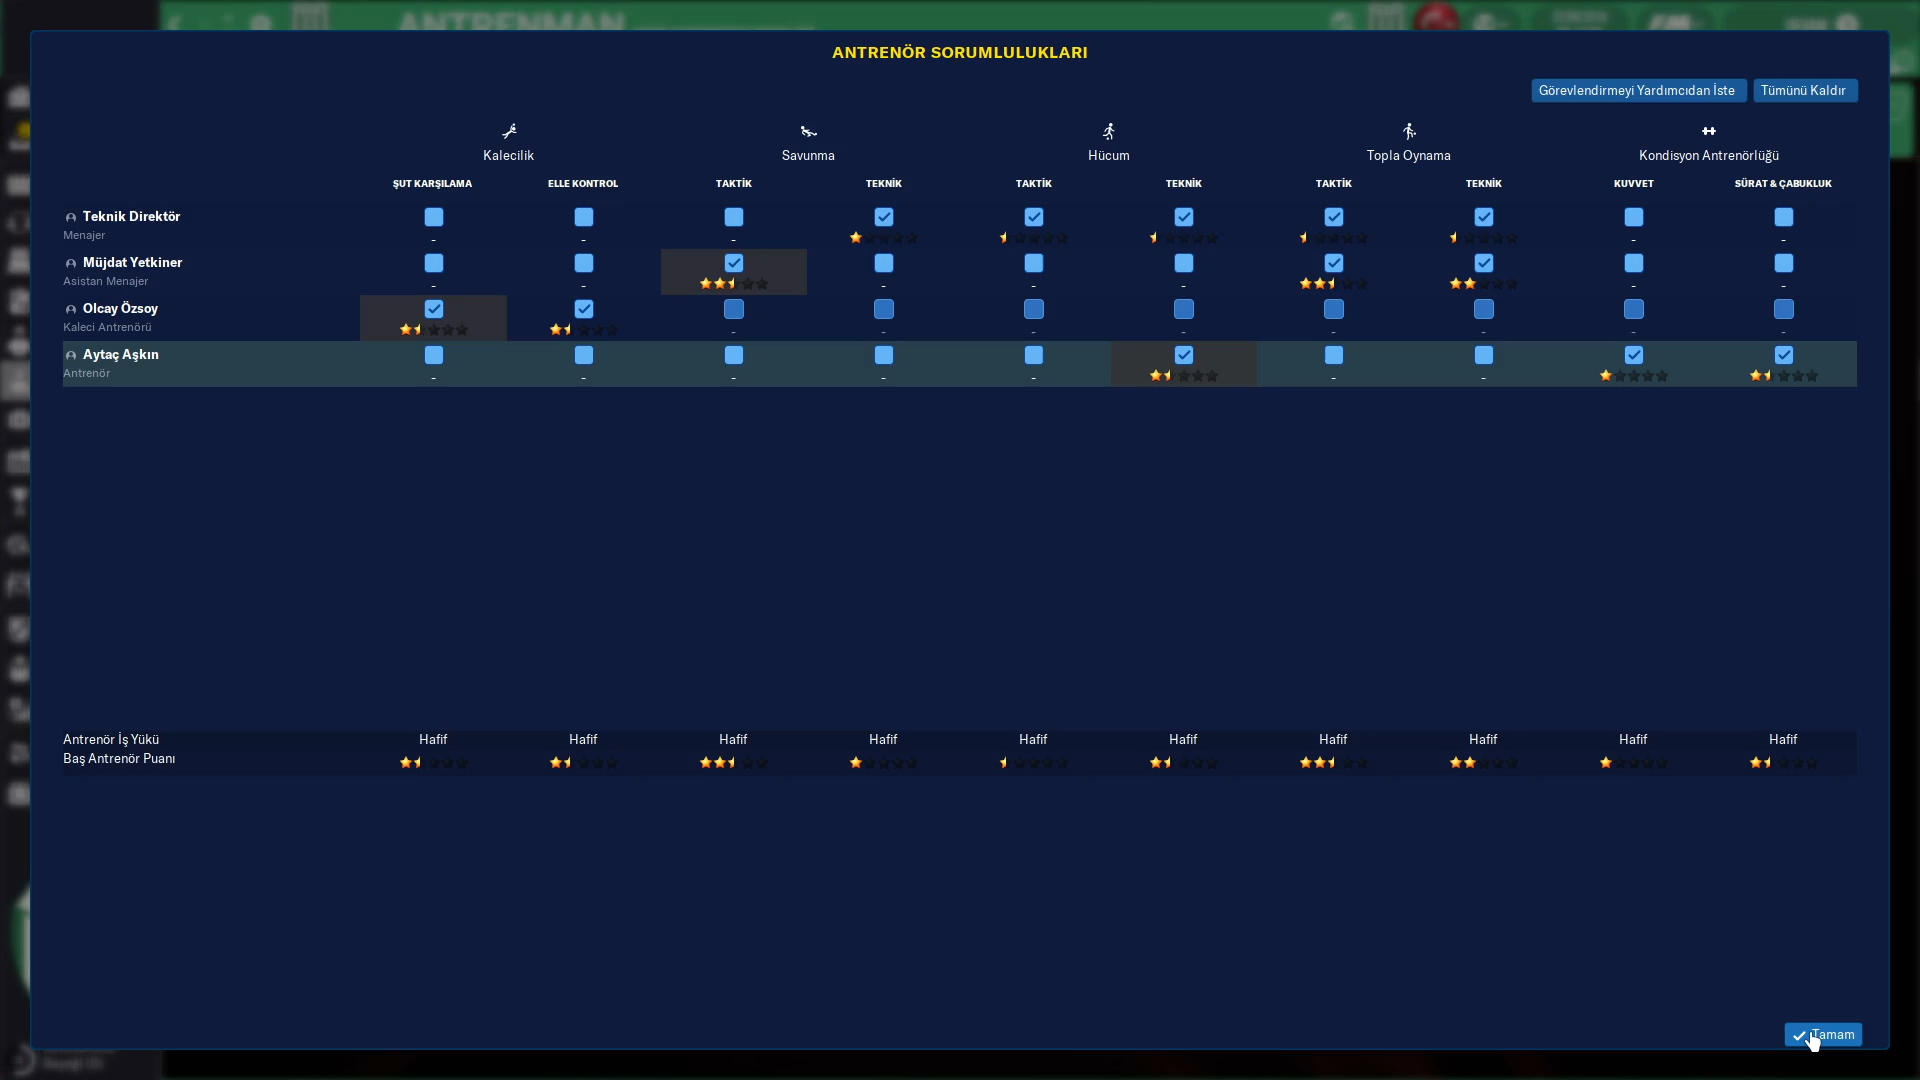 ANTRENMAN
ANTRENÖR SORUMLULUKLARI
Görevlendirmeyi Yardımcıdan İste
Tümünü Kaldır
Kalecilik
Savunma
Hücum
Topla Oynama
Kondisyon Antrenörlüğü
ŞUT KARŞILAMA
ELLE KONTROL
TAKTİK
TEKNİK
TAKTİK
TEKNİK
TAKTİK
TEKNİK
KUVVET
SÜRAT & ÇABUKLUK
Teknik Direktör
Menajer
- - - - -
Müjdat Yetkiner
Asistan Menajer
- - - - - - -
Olcay Özsoy
Kaleci Antrenörü
- - - - - - - -
Aytaç Aşkın
Antrenör
- - - - - - -
Antrenör İş Yükü
Hafif Hafif Hafif Hafif Hafif Hafif Hafif Hafif Hafif Hafif
Baş Antrenör Puanı
Tamam